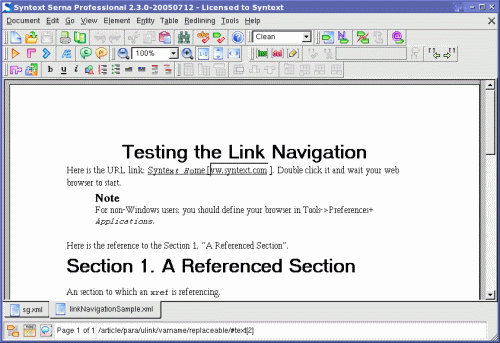 Syntext Serna Professional 2.3.0-20050712 - Licensed to Syntext
Document Edit Go View Element Entity Table Redlining Tools Help
Clean
100%
b u i
Testing the Link Navigation
Here is the URL link: Syntext Home [vw.syntext.com ]. Double click it and wait your web
browser to start.
Note
For non-Windows users: you should define your browser in Tools->Preferences+
Applications.
Here is the reference to the Section 1, "A Referenced Section".
Section 1. A Referenced Section
An section to which an xref is referencing.
sg.xml linkNavigationSample.xml
Page 1 of 1 /article/para/ulink/varname/replaceable/#text[2]